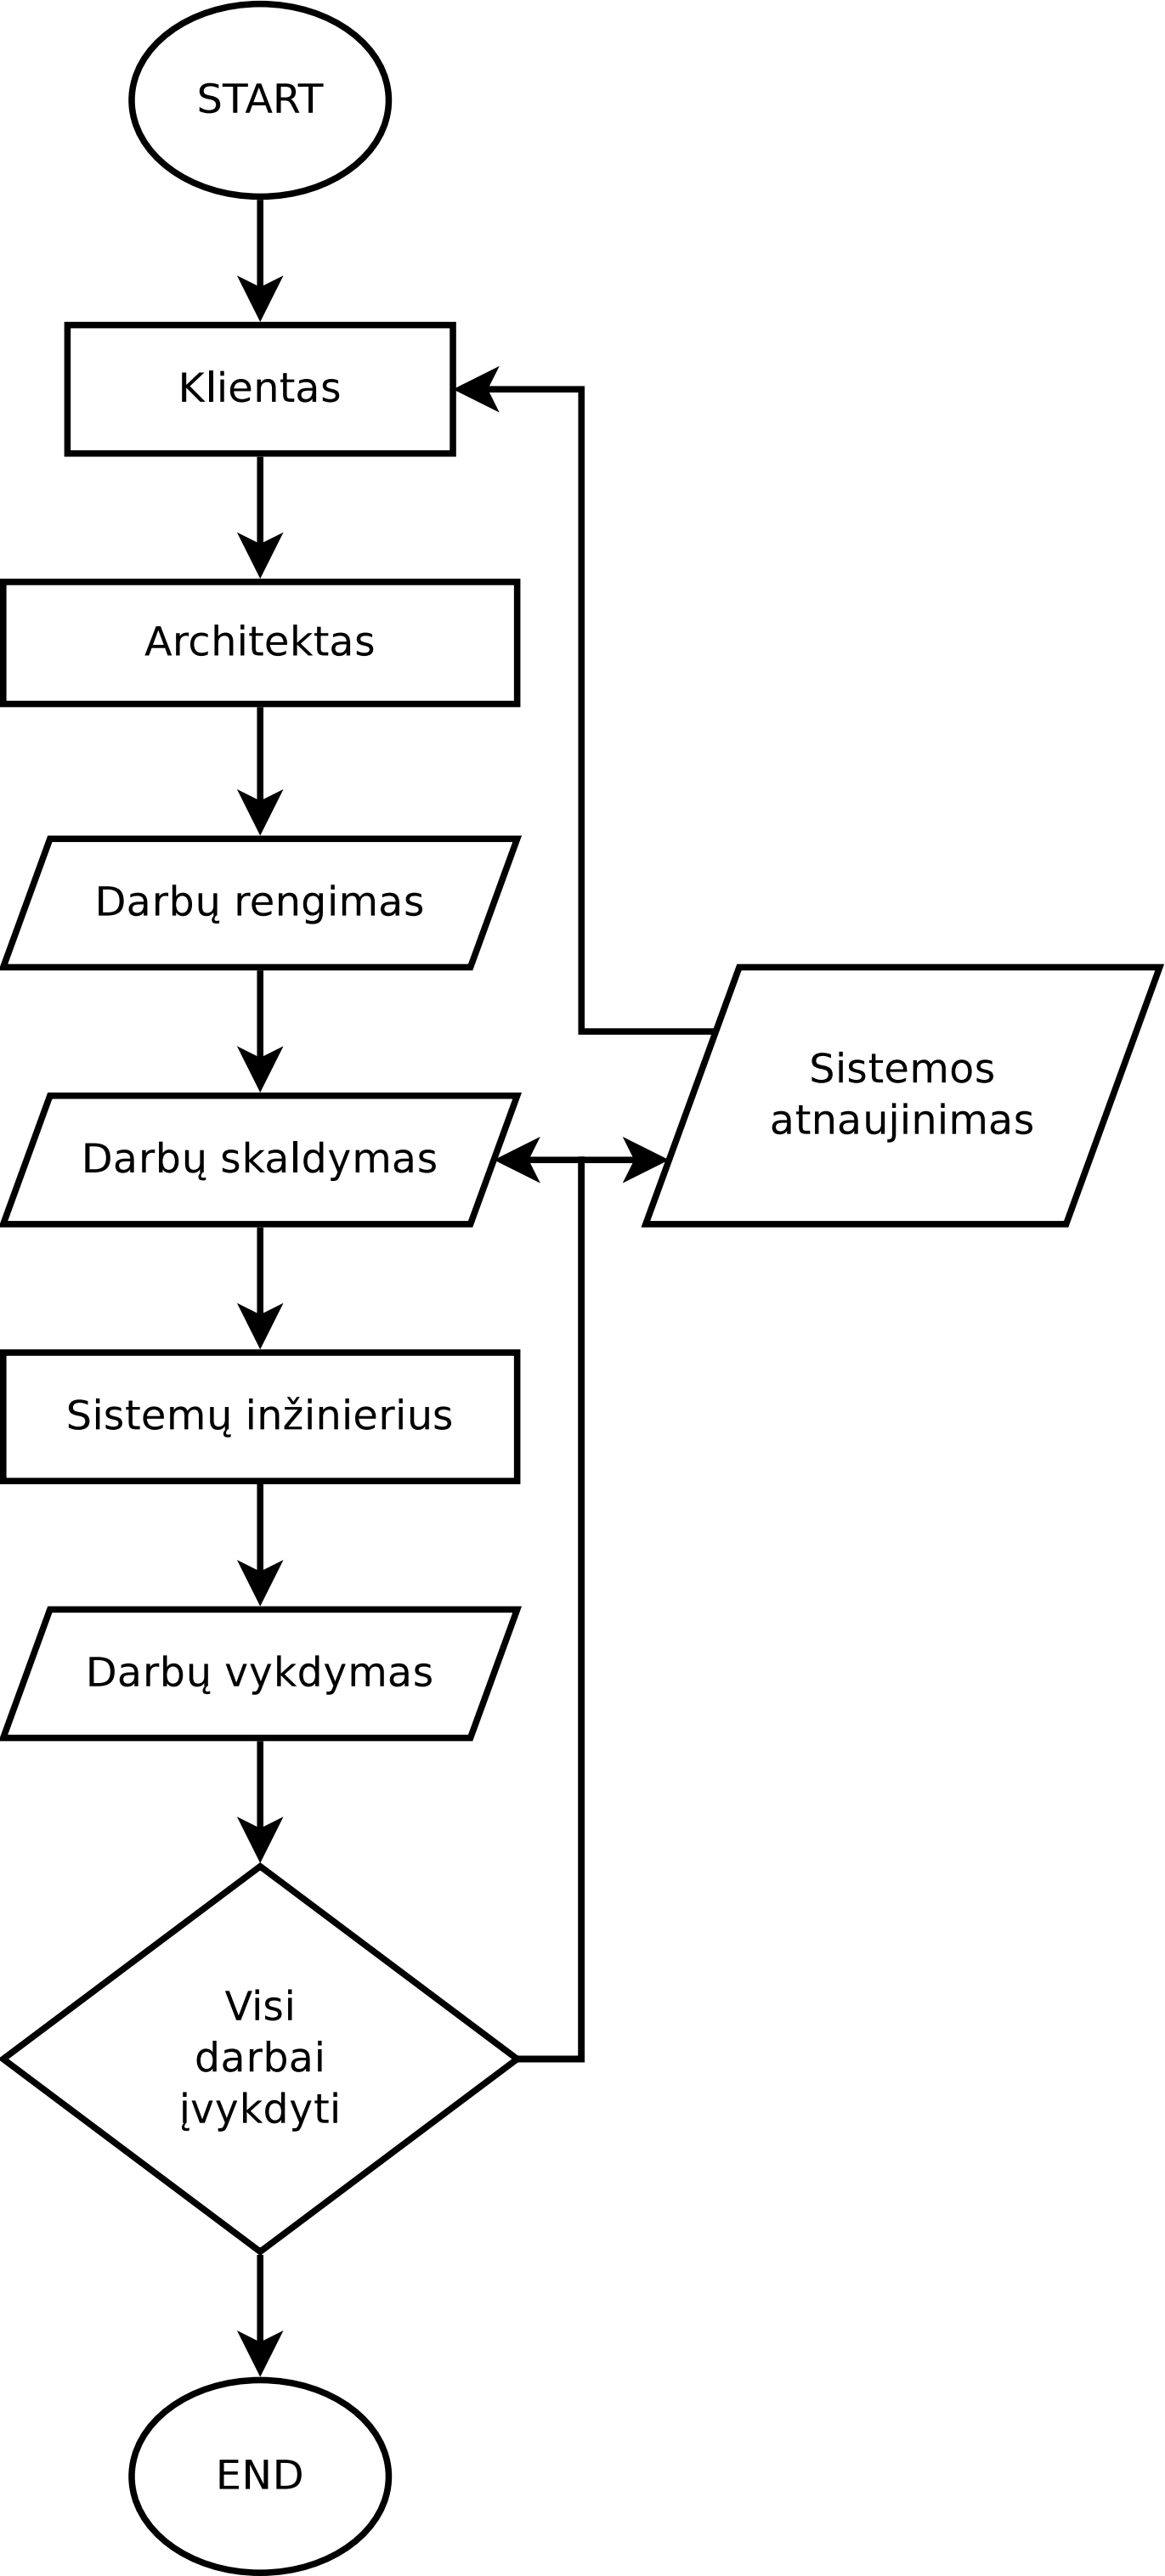 START
Klientas
Architektas
Darbų rengimas
Sistemos
atnaujinimas
Darbų skaldymas
Sistemų inžinierius
Darbų vykdymas
Visi
darbai
įvykdyti
END